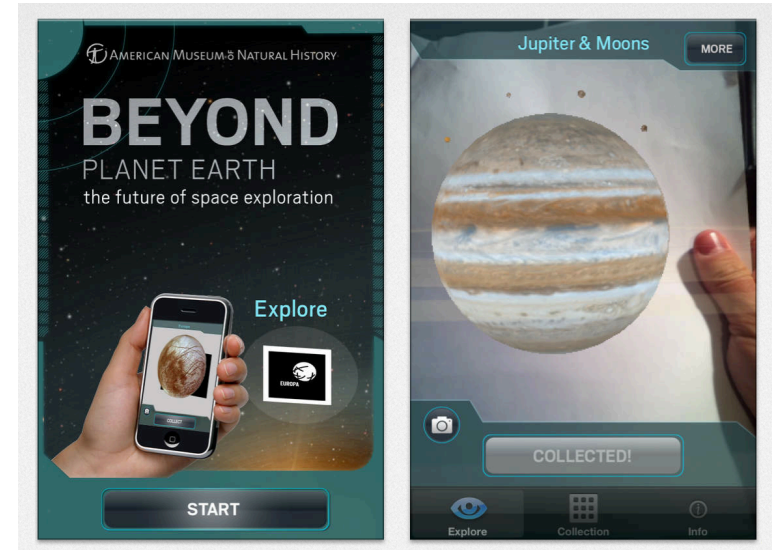 AMERICAN MUSEUM OF NATURAL HISTORY
BEYOND
PLANET EARTH
the future of space exploration
Explore
EUROPA
COLLECT
START
Jupiter & Moons
MORE
COLLECTED!
Explore
Collection
Info